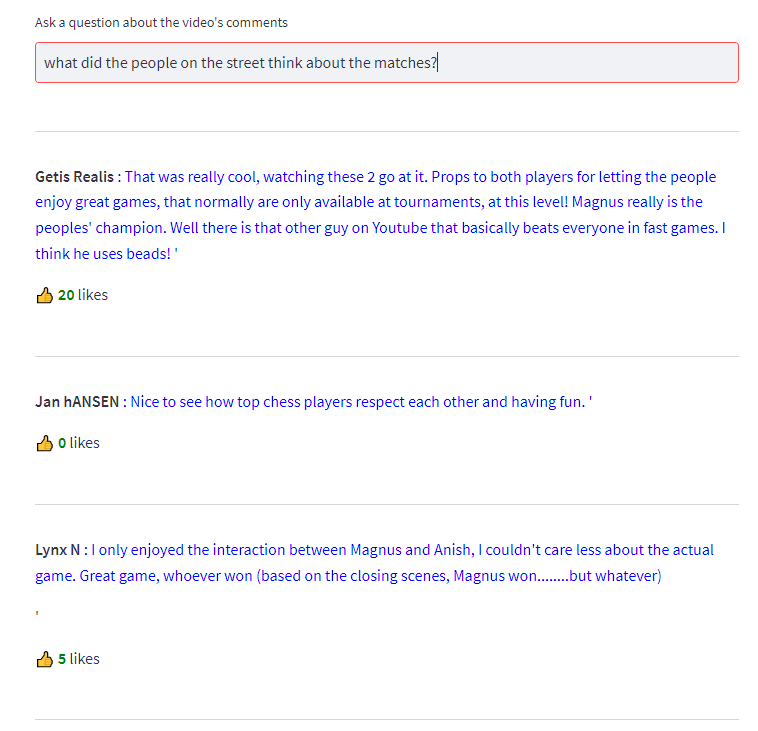 Ask a question about the video's comments
what did the people on the street think about the matches?
Getis Realis : That was really cool, watching these 2 go at it. Props to both players for letting the people
enjoy great games, that normally are only available at tournaments, at this level! Magnus really is the
peoples' champion. Well there is that other guy on Youtube that basically beats everyone in fast games. I
think he uses beads! '
👍 20 likes
Jan hANSEN : Nice to see how top chess players respect each other and having fun. '
👍 0 likes
Lynx N : I only enjoyed the interaction between Magnus and Anish, I couldn't care less about the actual
game. Great game, whoever won (based on the closing scenes, Magnus won........but whatever)
'
👍 5 likes